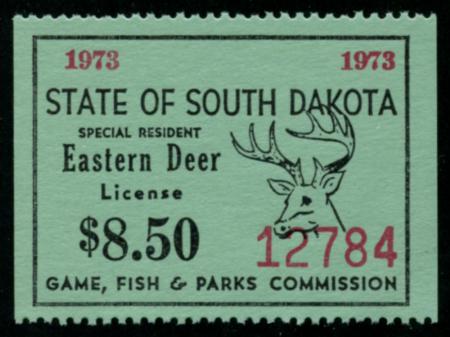 1973 1973
STATE OF SOUTH DAKOTA
SPECIAL RESIDENT
Eastern Deer
License
$8.50
12784
GAME, FISH & PARKS COMMISSION